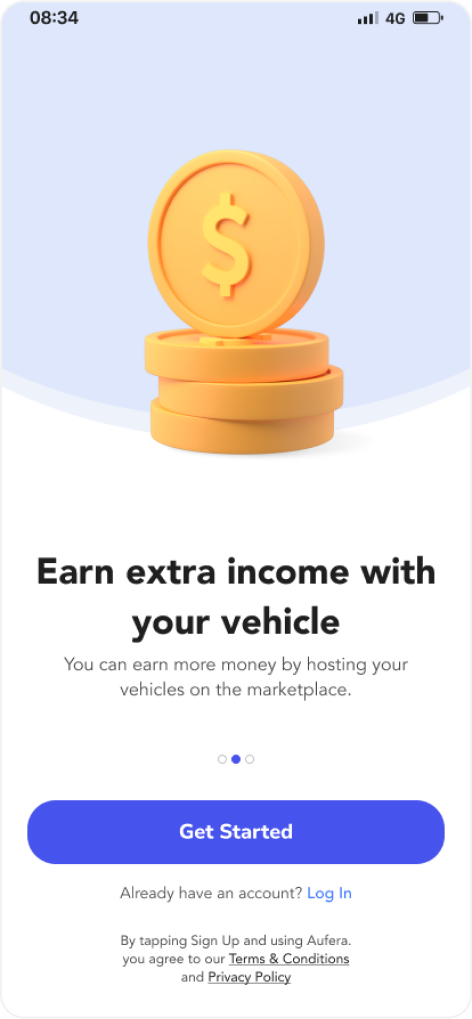 08:34 4G
$
Earn extra income with
your vehicle
You can earn more money by hosting your
vehicles on the marketplace.
Get Started
Already have an account? Log In
By tapping Sign Up and using Aufera.
you agree to our Terms & Conditions
and Privacy Policy